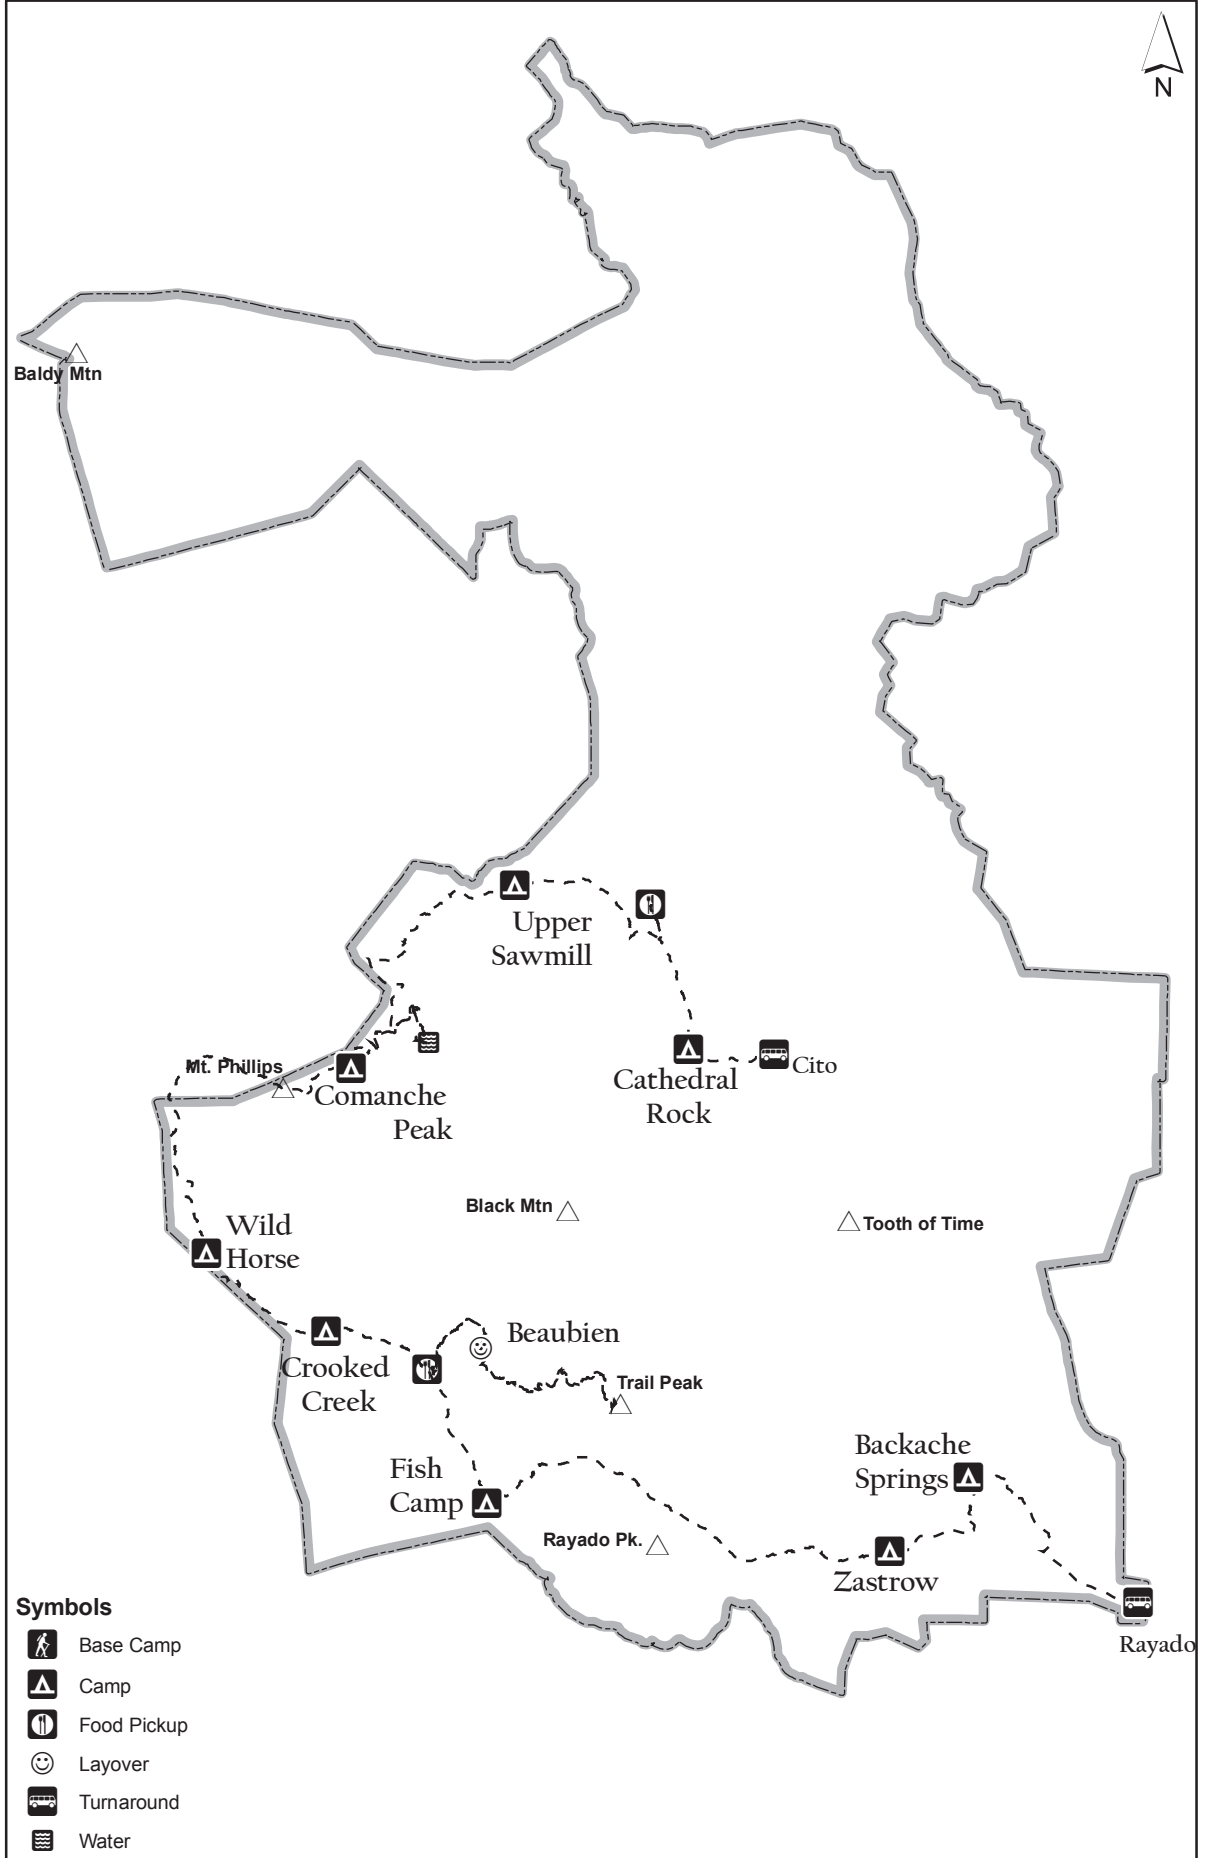 N
Baldy Mtn
Upper
Sawmill
Mt. Phillips
Comanche
Peak
Cito
Cathedral
Rock
Black Mtn
Tooth of Time
Wild
Horse
Beaubien
Crooked
Creek
Trail Peak
Backache
Springs
Fish
Camp
Rayado Pk.
Zastrow
Rayado
Symbols
Base Camp
Camp
Food Pickup
Layover
Turnaround
Water